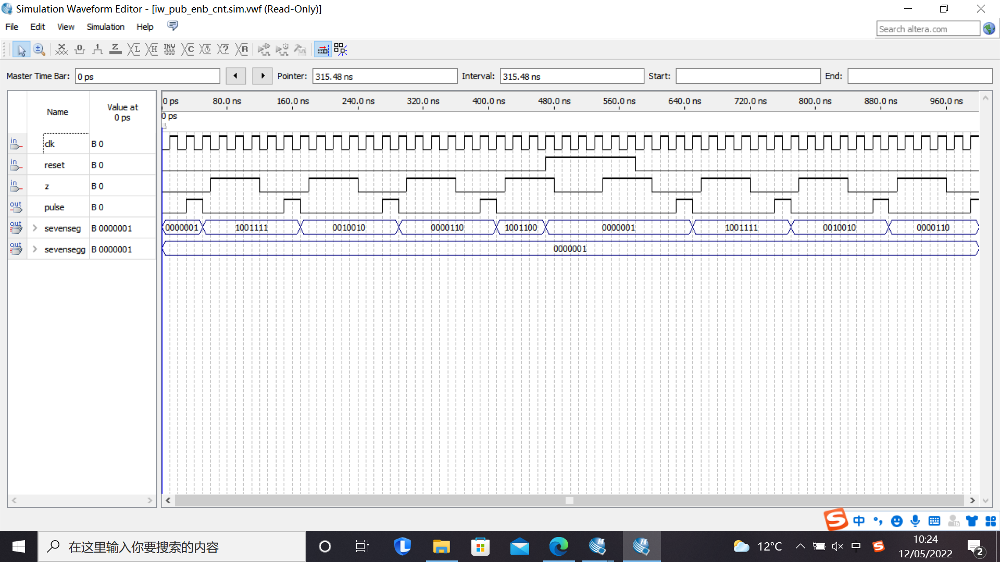 Simulation Waveform Editor - [iw_pub_enb_cnt.sim.vwf (Read-Only)]
File Edit View Simulation Help
Search altera.com
Master Time Bar: 0 ps Pointer: 315.48 ns Interval: 315.48 ns Start: End:
Name Value at 0 ps
0 ps 80.0 ns 160.0 ns 240.0 ns 320.0 ns 400.0 ns 480.0 ns 560.0 ns 640.0 ns 720.0 ns 800.0 ns 880.0 ns 960.0 ns
0 ps
in clk B 0
in reset B 0
in z B 0
out pulse B 0
out sevenseg B 0000001 0000001 1001111 0010010 0000110 1001100 0000001 1001111 0010010 0000110
out sevensegg B 0000001 0000001
中
在这里输入你要搜索的内容
12°C 中 10:24
12/05/2022 2